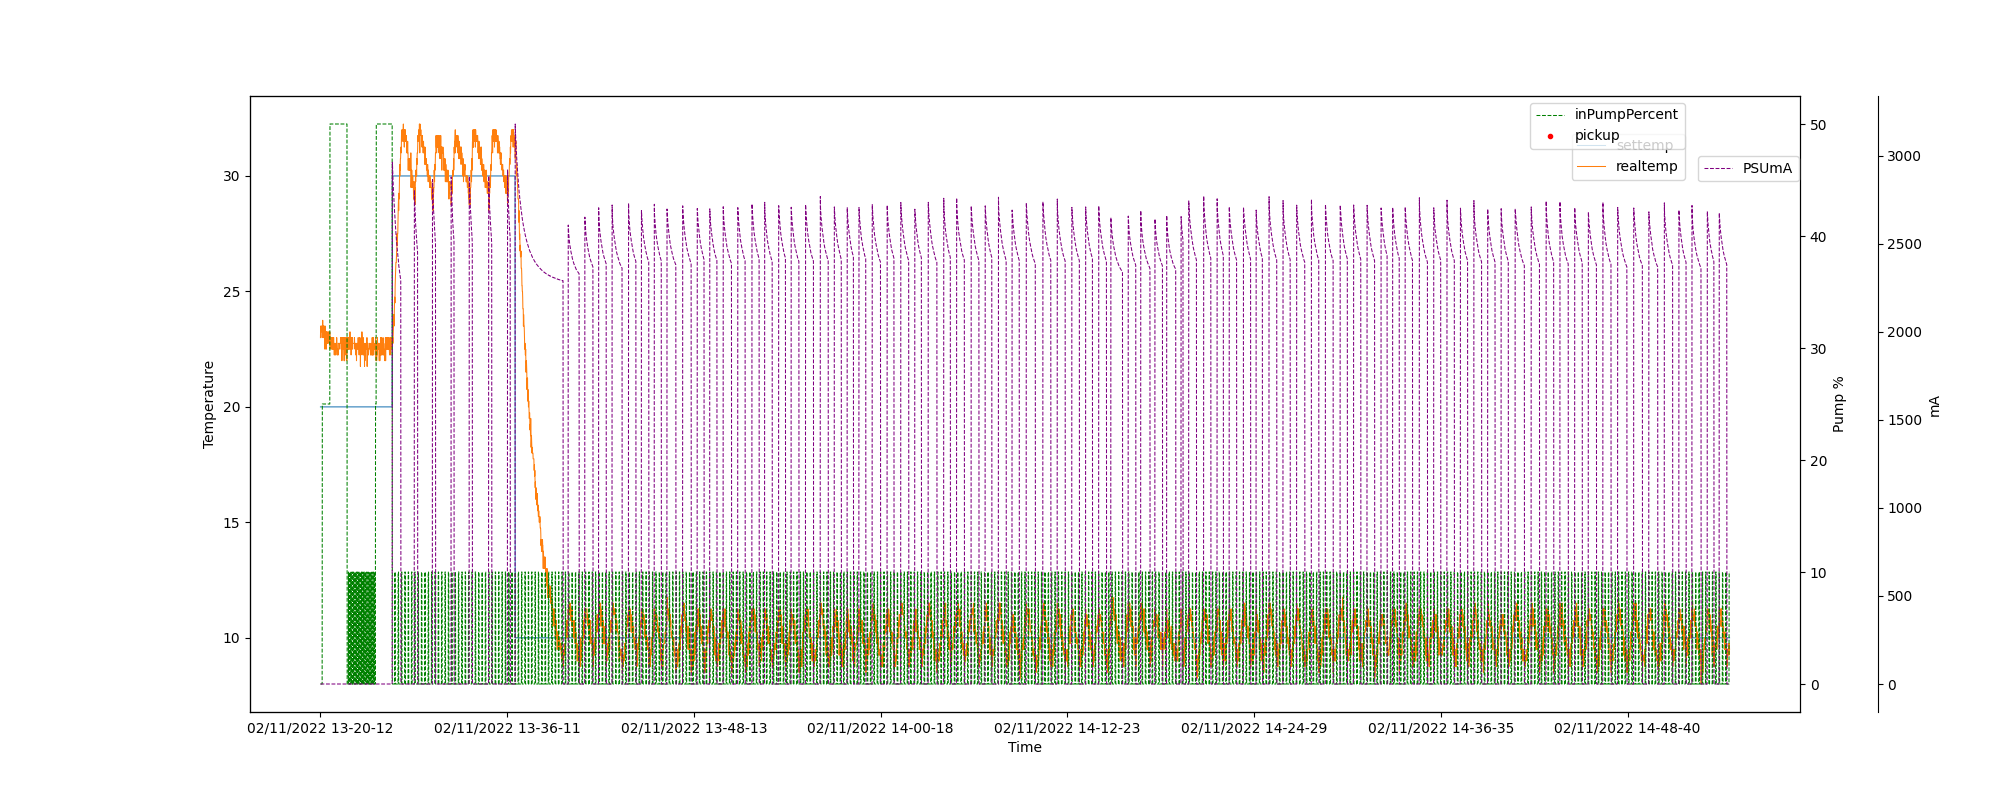 inPumpPercent
pickup
settemp
realtemp
PSUmA
30
25
20
15
10
Temperature
50
40
30
20
10
0
Pump %
3000
2500
2000
1500
1000
500
0
mA
02/11/2022 13-20-12
02/11/2022 13-36-11
02/11/2022 13-48-13
02/11/2022 14-00-18
02/11/2022 14-12-23
02/11/2022 14-24-29
02/11/2022 14-36-35
02/11/2022 14-48-40
Time